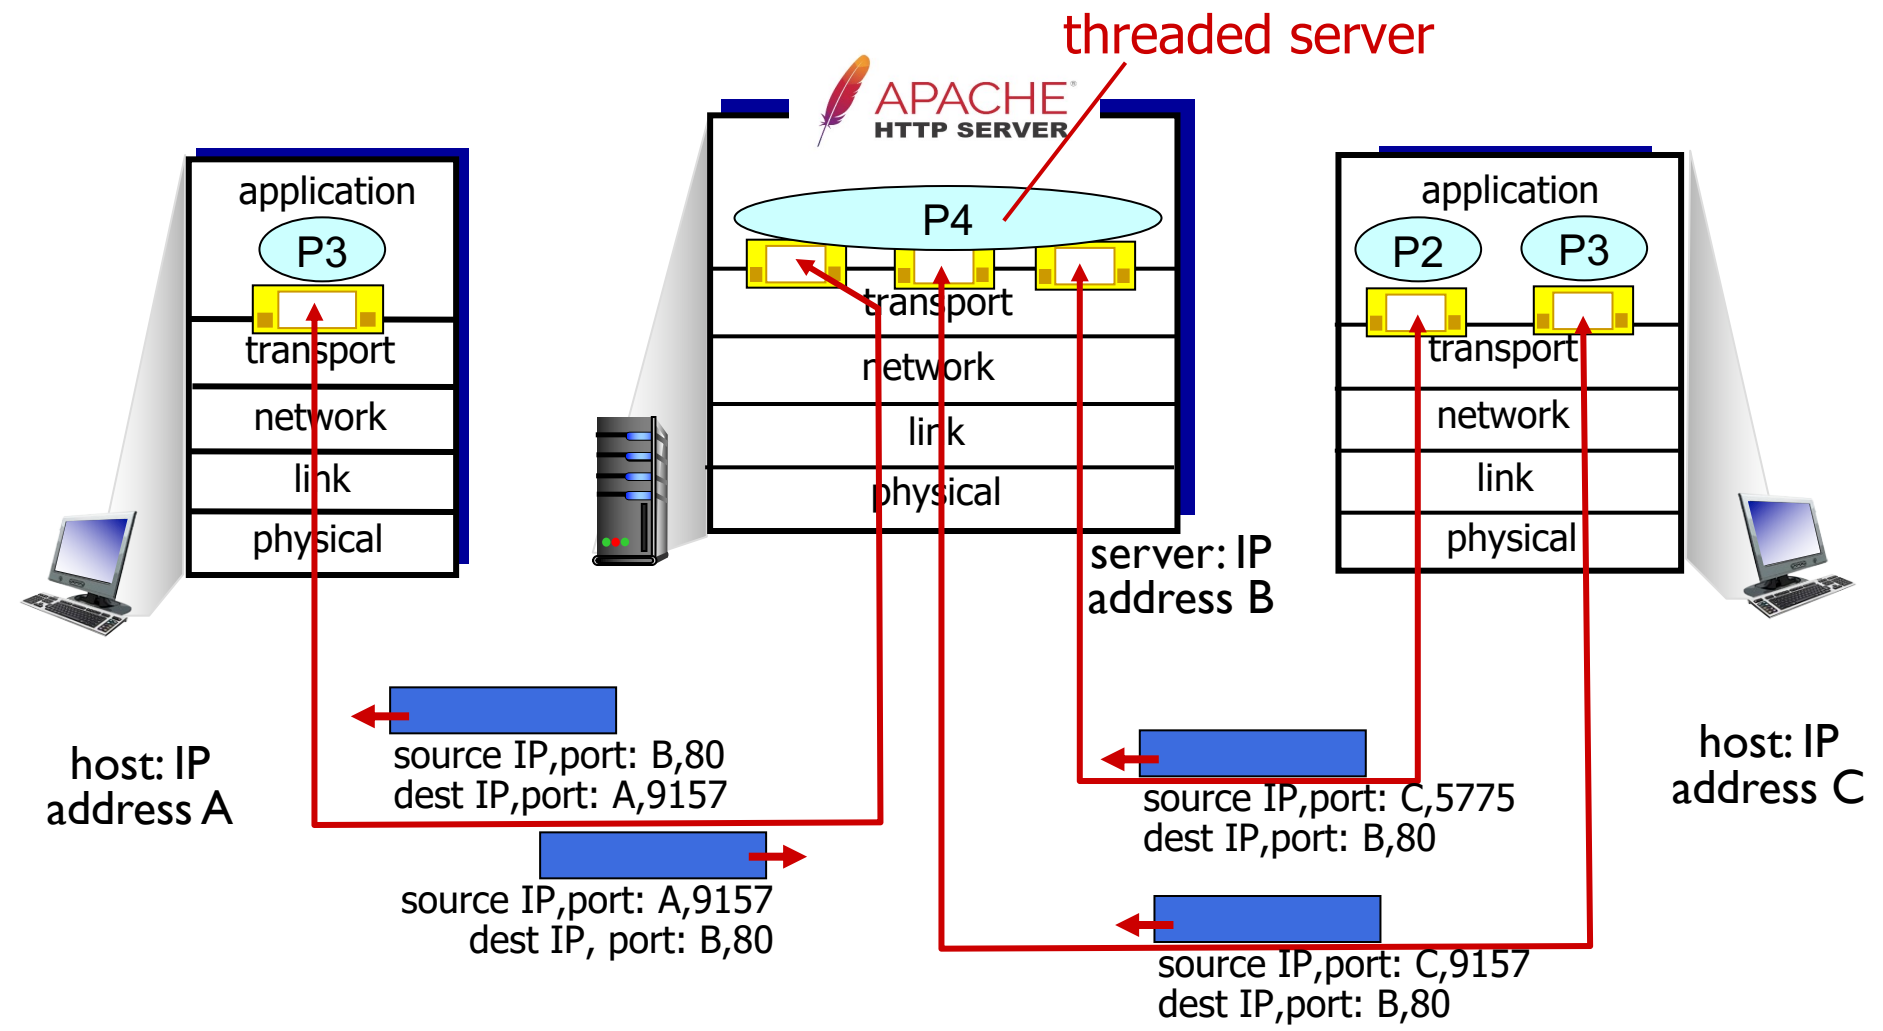 threaded server
APACHE®
HTTP SERVER
application
P3
transport
network
link
physical
P4
transport
network
link
physical
application
P2
P3
transport
network
link
physical
server: IP
address B
host: IP
address A
source IP,port: B,80
dest IP,port: A,9157
source IP,port: A,9157
dest IP, port: B,80
source IP,port: C,5775
dest IP,port: B,80
source IP,port: C,9157
dest IP,port: B,80
host: IP
address C